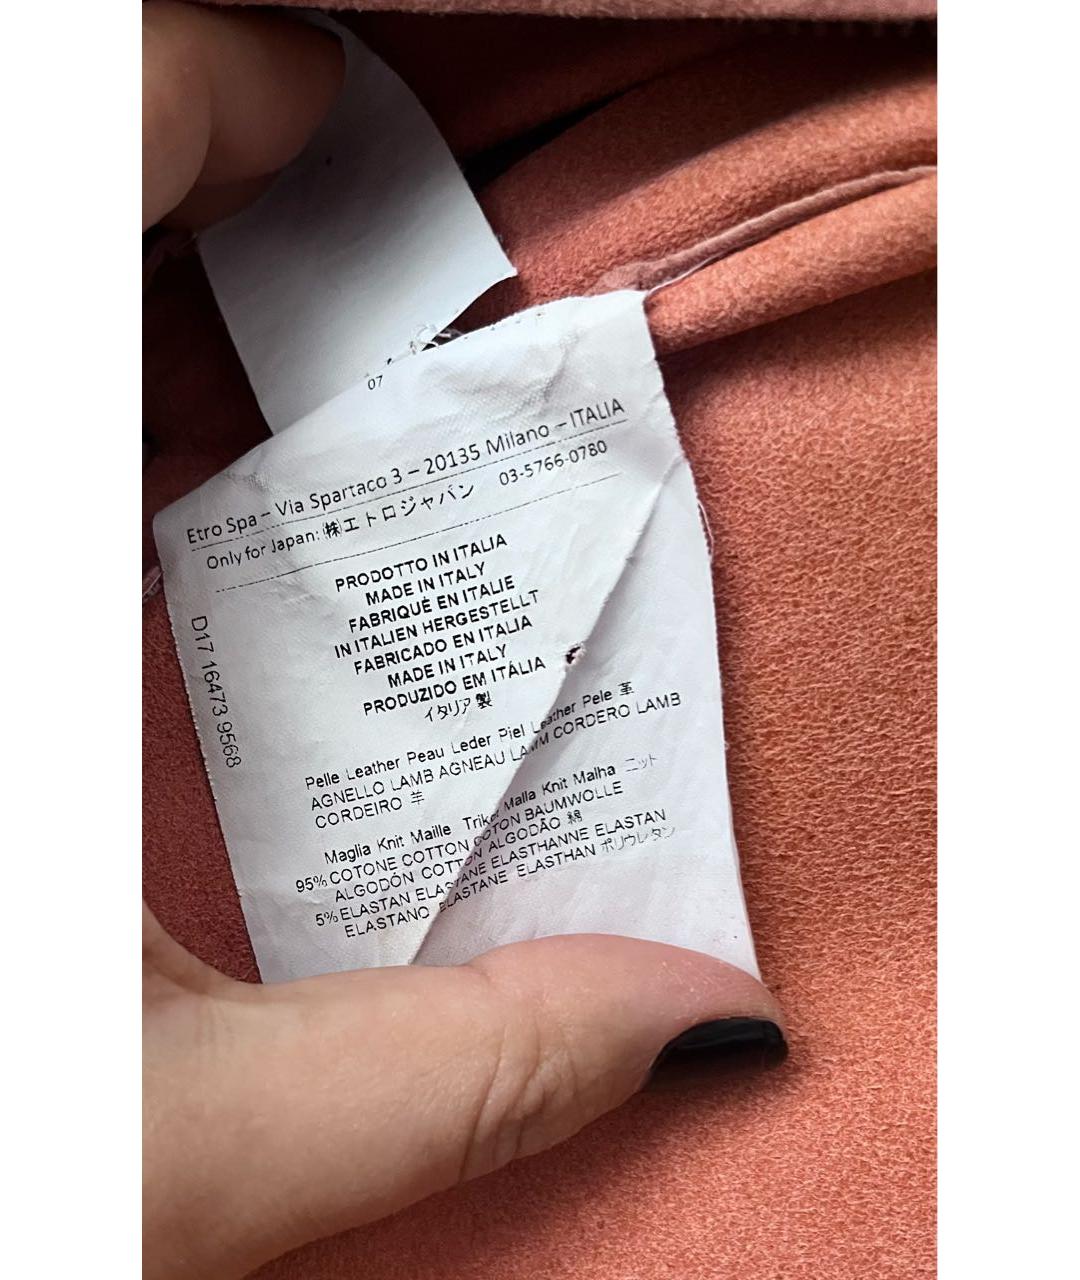 07
Etro Spa – Via Spartaco 3 – 20135 Milano – ITALIA
Only for Japan: ㈱エトロジャパン 03-5766-0780
PRODOTTO IN ITALIA
MADE IN ITALY
FABRIQUÉ EN ITALIE
IN ITALIEN HERGESTELLT
FABRICADO EN ITALIA
MADE IN ITALY
PRODUZIDO EM ITÁLIA
イタリア製
D17 16473 9568
Pelle Leather Peau Leder Piel Leather Pele 革
AGNELLO LAMB AGNEAU LAMM CORDERO LAMB
CORDEIRO 羊
Maglia Knit Maille Trikot Malla Knit Malha ニット
95% COTONE COTTON COTON BAUMWOLLE
ALGODÓN COTTON ALGODÃO 綿
5% ELASTAN ELASTANE ELASTHANNE ELASTAN
ELASTANO ELASTANE ELASTHAN ポリウレタン